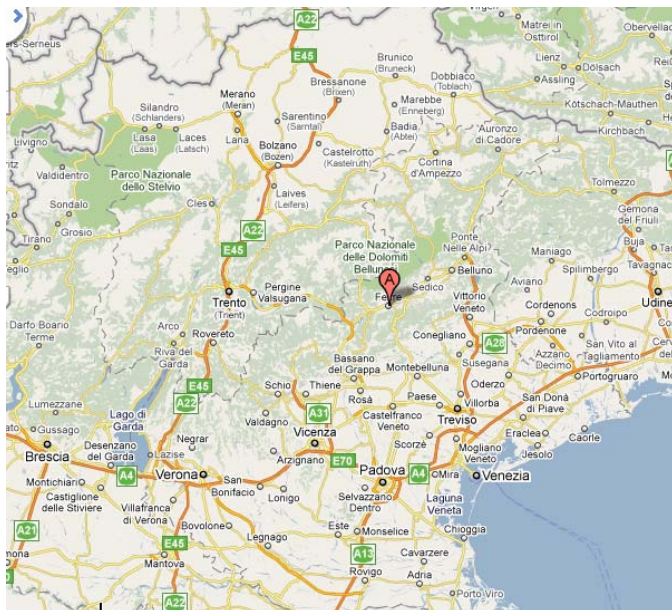 A22
E45
Brunico
(Bruneck)
Matrei in
Osttirol
Obervellach
Lienz
Dölsach
Assling
Spittal
Bressanone
(Brixen)
Dobbiaco
(Toblach)
Merano
(Meran)
Marebbe
(Enneberg)
Kötschach-Mauthen
Hermagor
Silandro
(Schlanders)
Sarentino
(Sarntal)
Badia
(Abtei)
Kirchbach
Lasa
(Laas)
Laces
(Latsch)
Lana
Auronzo
di Cadore
Livigno
Bolzano
(Bozen)
Castelrotto
(Kastelruth)
Cortina
d'Ampezzo
Valdidentro
Parco Nazionale
dello Stelvio
Laives
(Leifers)
Tolmezzo
Sondalo
Cles
Gemona
del Friuli
Grosio
A22
Tirano
E45
Parco Nazionale
delle Dolomiti
Bellunesi
Ponte
Nelle Alpi
Buja
Maniago
Tavagnacco
Belluno
Spilimbergo
A
Sedico
Aviano
Trento
(Trient)
Pergine
Valsugana
Feltre
Vittorio
Veneto
Udine
Cordenons
Codroipo
Darfo Boario
Terme
Arco
Rovereto
Conegliano
Pordenone
A28
San Vito al
Tagliamento
Riva del
Garda
Bassano
del Grappa
Susegana
Azzano
Decimo
E45
Montebelluna
Portogruaro
Schio
Thiene
Oderzo
Lumezzane
A22
Rosà
Paese
Villorba
Lago di
Garda
A31
Castelfranco
Veneto
Treviso
San Donà
di Piave
Gussago
Valdagno
Vicenza
Negrar
Eraclea
Caorle
Brescia
Desenzano
del Garda
Lazise
Scorzè
Mogliano
Veneto
Jesolo
Arzignano
E70
A4
Verona
San
Bonifacio
Padova
A4
Mira
Venezia
Montichiari
Castiglione
delle Stiviere
Lonigo
Selvazzano
Dentro
Laguna
Veneta
Villafranca
di Verona
Bovolone
Este
Monselice
Chioggia
A21
E45
Legnago
Cavarzere
Mantova
A13
Rovigo
Adria
Porto Viro
A22